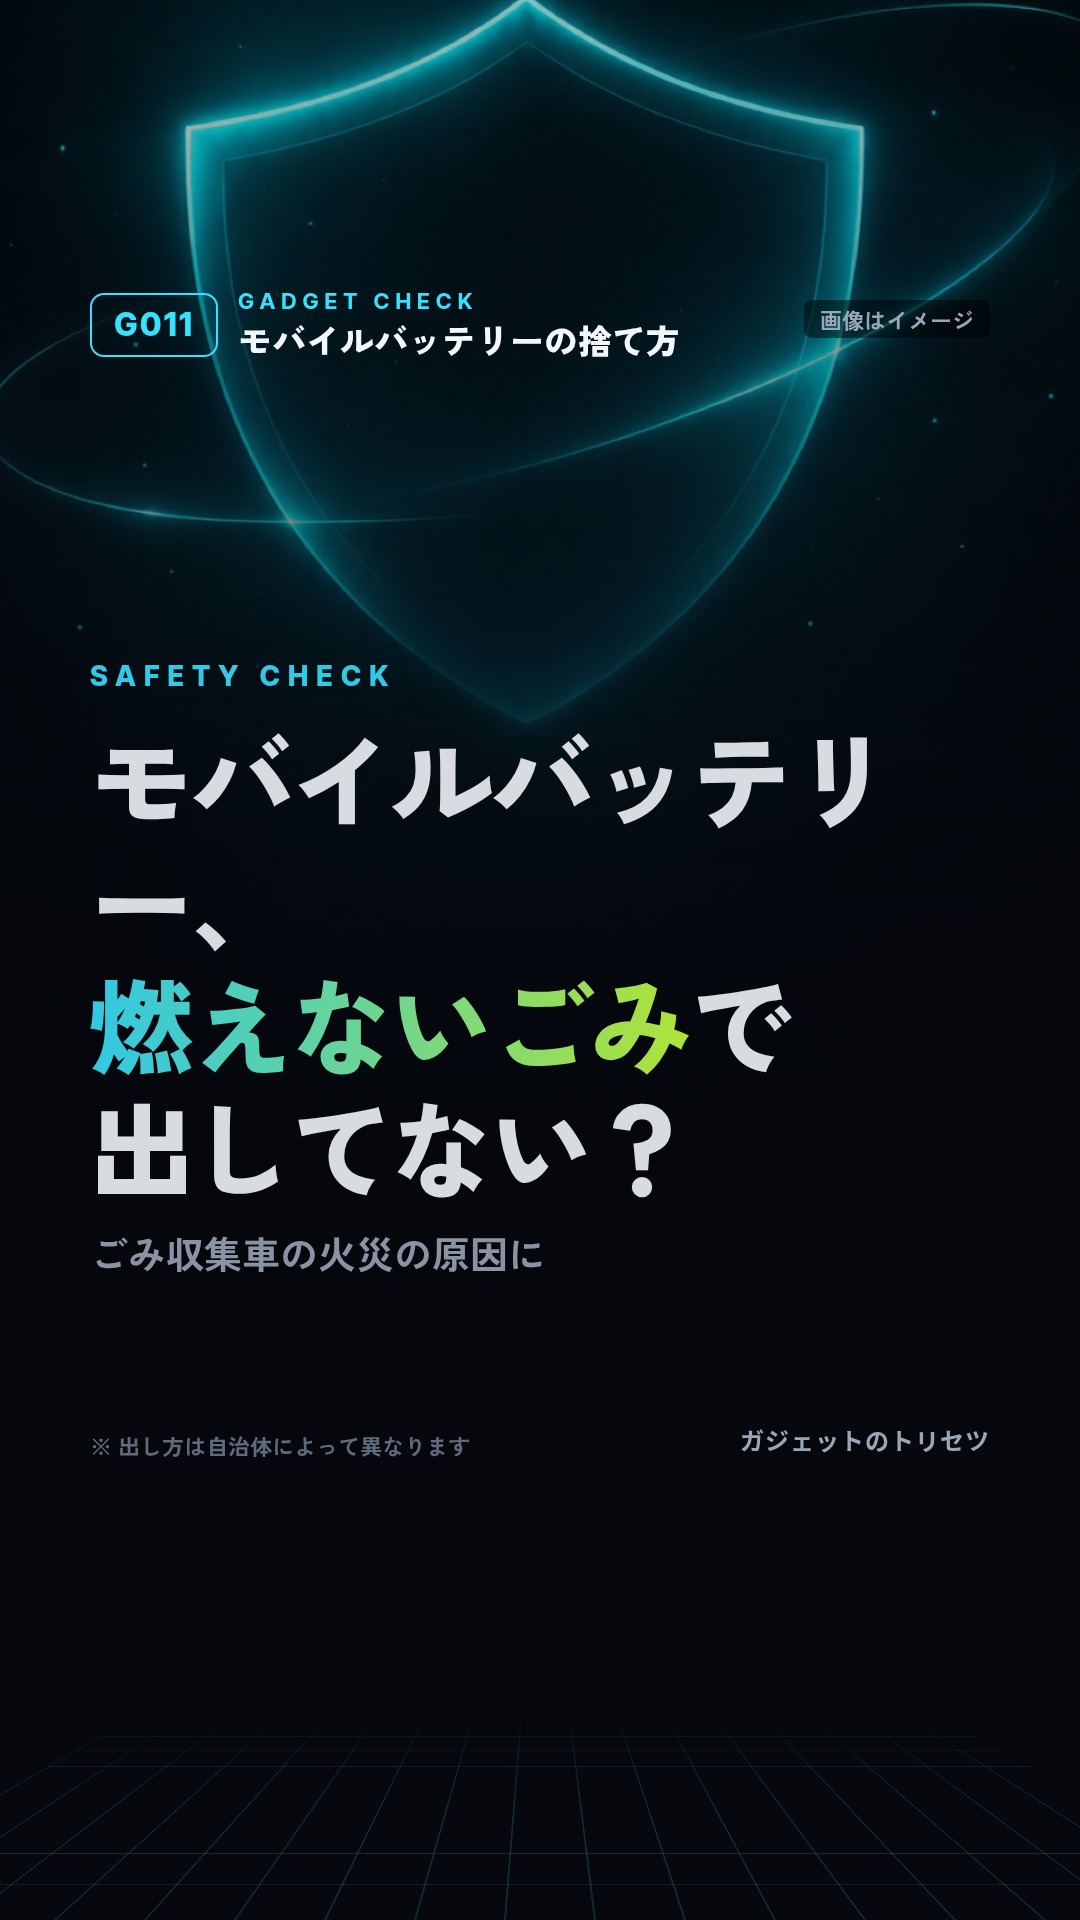 G011
GADGET CHECK
モバイルバッテリーの捨て方
画像はイメージ
SAFETY CHECK
モバイルバッテリ
ー、
燃えないごみで
出してない？
ごみ収集車の火災の原因に
※ 出し方は自治体によって異なります
ガジェットのトリセツ